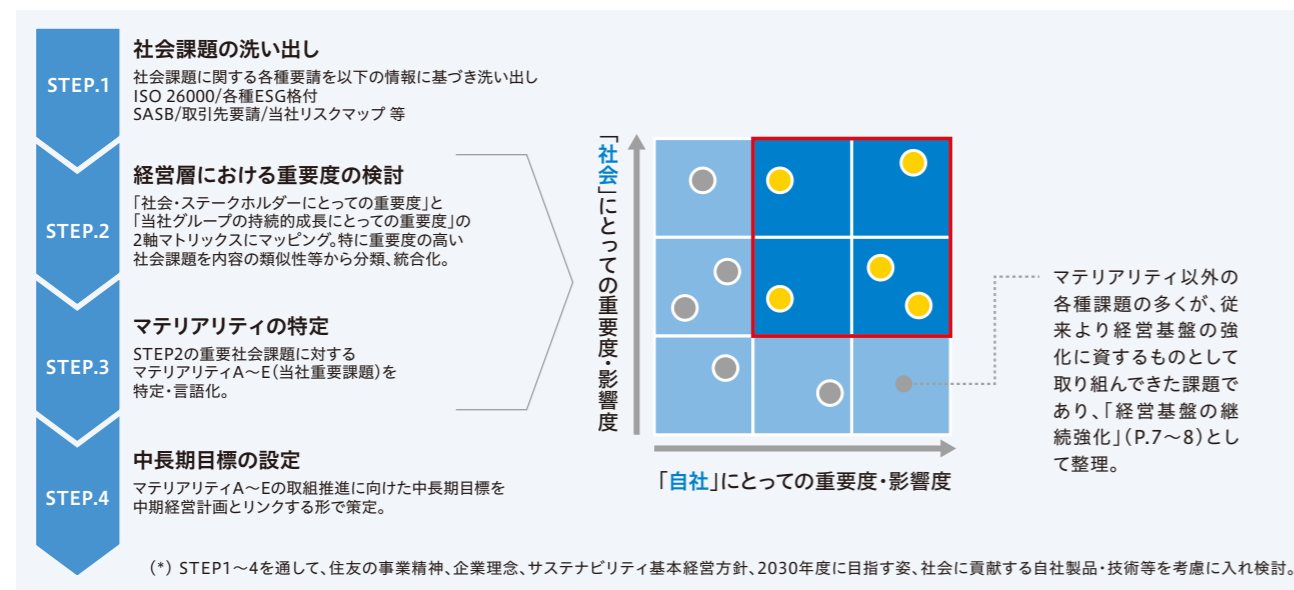 STEP.1
社会課題の洗い出し
社会課題に関する各種要請を以下の情報に基づき洗い出し
ISO 26000/各種ESG格付
SASB/取引先要請/当社リスクマップ 等
STEP.2
経営層における重要度の検討
「社会・ステークホルダーにとっての重要度」と
「当社グループの持続的成長にとっての重要度」の
2軸マトリックスにマッピング。特に重要度の高い
社会課題を内容の類似性等から分類、統合化。
STEP.3
マテリアリティの特定
STEP2の重要社会課題に対する
マテリアリティA～E(当社重要課題)を
特定・言語化。
STEP.4
中長期目標の設定
マテリアリティA～Eの取組推進に向けた中長期目標を
中期経営計画とリンクする形で策定。
「社会」にとっての重要度・影響度
「自社」にとっての重要度・影響度
マテリアリティ以外の
各種課題の多くが、従
来より経営基盤の強
化に資するものとして
取り組んできた課題で
あり、「経営基盤の継
続強化」(P.7～8)とし
て整理。
(*) STEP1～4を通して、住友の事業精神、企業理念、サステナビリティ基本経営方針、2030年度に目指す姿、社会に貢献する自社製品・技術等を考慮に入れ検討。